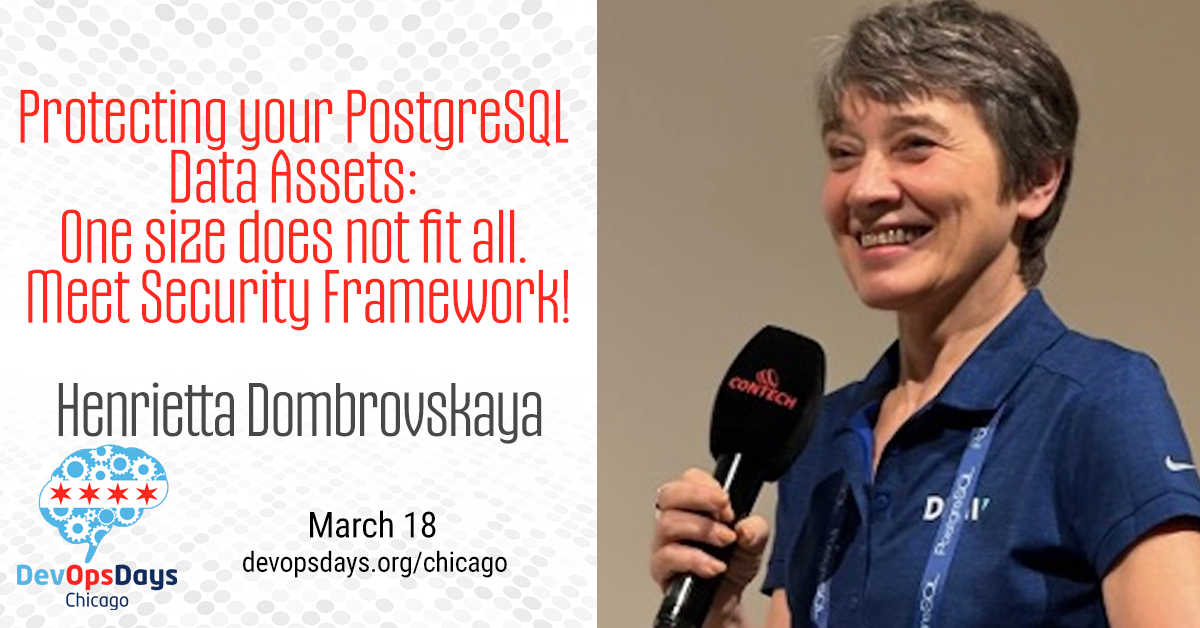 Protecting your PostgreSQL
Data Assets:
One size does not fit all.
Meet Security Framework!
Henrietta Dombrovskaya
DevOpsDays
Chicago
March 18
devopsdays.org/chicago
CONTECH
PostgreSQL